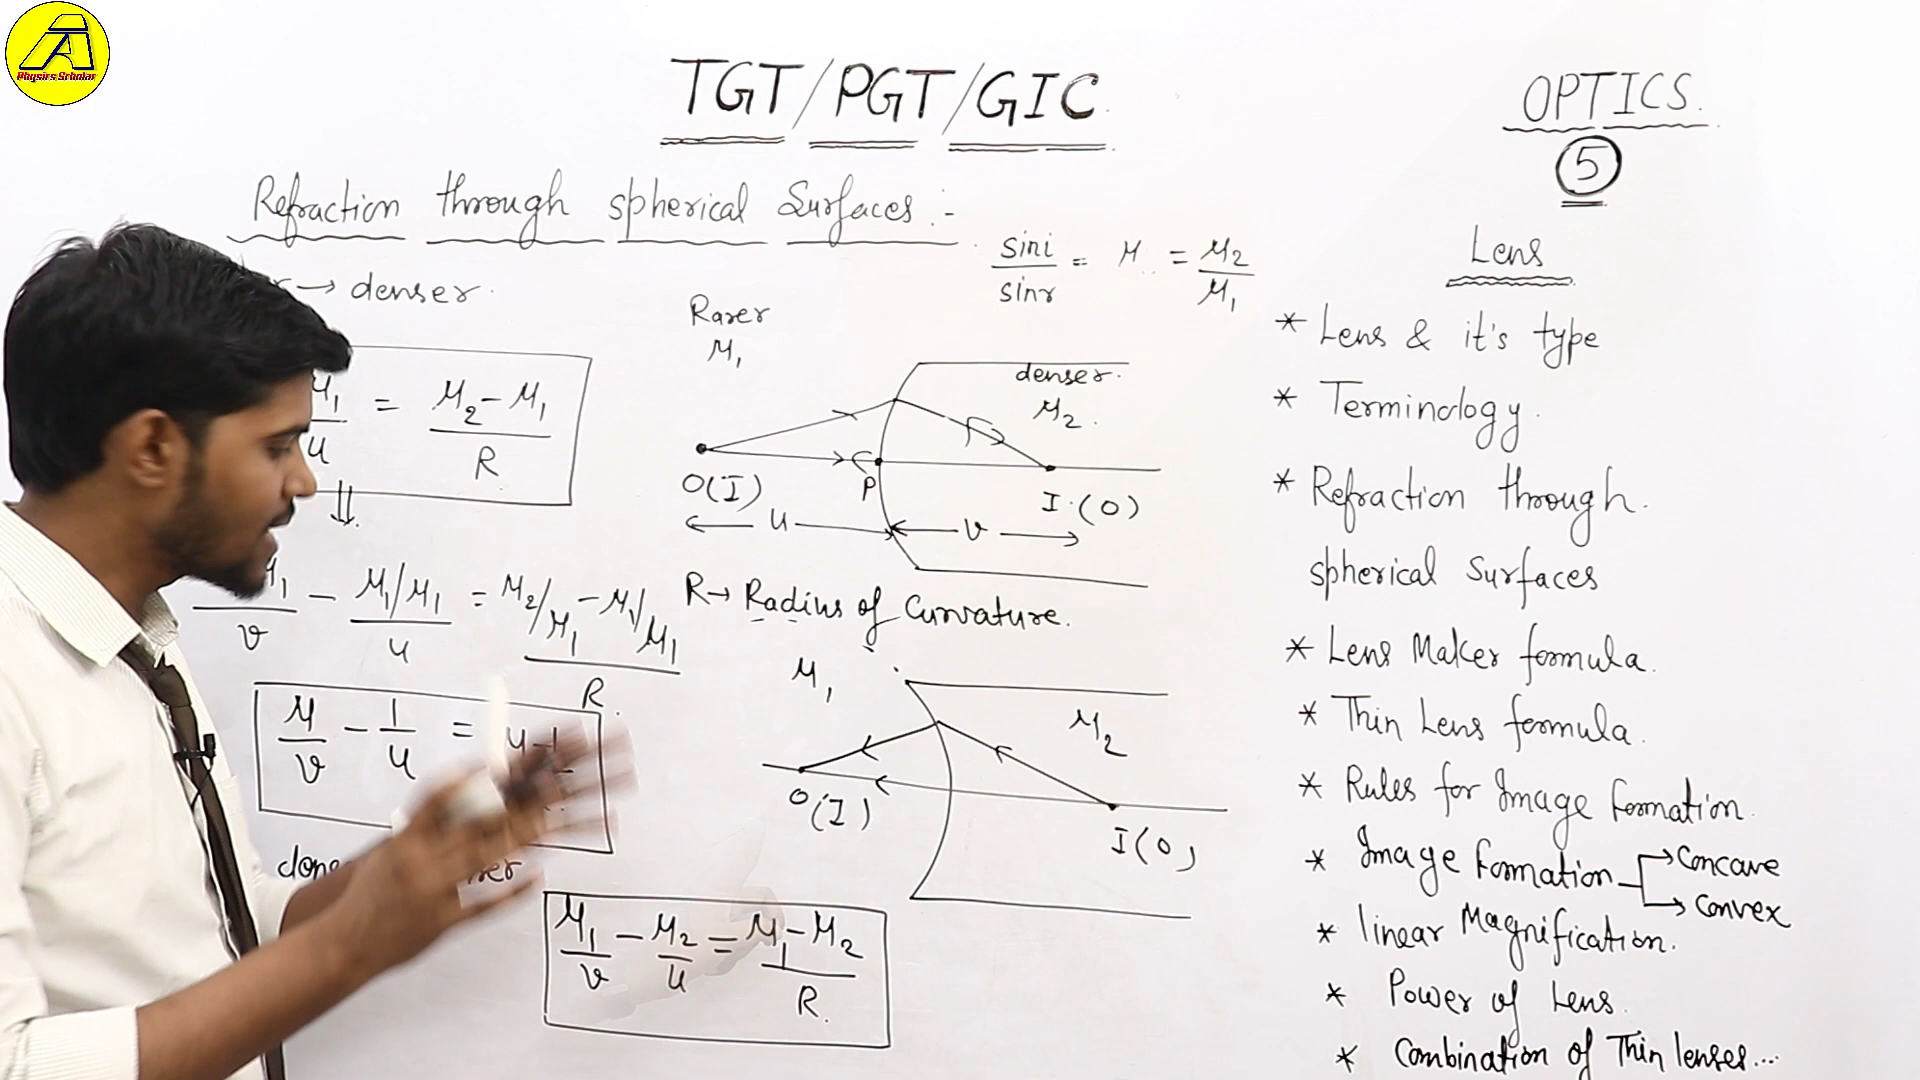 A
Physics Scholar
TGT/PGT/GIC
Refraction through spherical Surfaces :-
→ denser.
μ₁/u = (μ₂ - μ₁)/R
⇓
μ₁/v - (μ₁/μ₁)/u = (μ₂/μ₁ - μ₁/μ₁)/R.
μ/v - 1/u =
μ₁/v - μ₂/u = (μ₁ - μ₂)/R.
sini/sinr = μ = μ₂/μ₁
Rarer
μ₁
denser.
μ₂
O(I)
P
I.(O)
u
v
R→ Radius of Curvature.
μ₁
μ₂
O(I)
I(O)
OPTICS.
5
Lens
* Lens & it's type
* Terminology.
* Refraction through.
spherical Surfaces
* Lens Maker formula.
* Thin Lens formula.
* Rules for Image Formation.
* Image Formation → Concave
→ Convex
* linear Magnification.
* Power of Lens.
* Combination of Thin lenses...